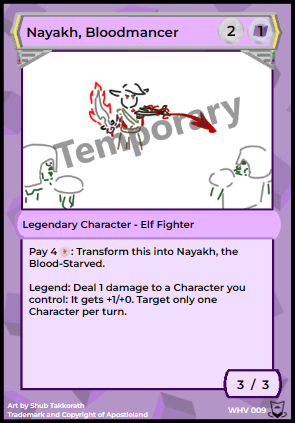 Nayakh, Bloodmancer
2 1
Temporary
Legendary Character - Elf Fighter
Pay 4 : Transform this into Nayakh, the
Blood-Starved.
Legend: Deal 1 damage to a Character you
control: It gets +1/+0. Target only one
Character per turn.
3 / 3
Art by Shub Takkorath
Trademark and Copyright of Apostleland
WHV 009